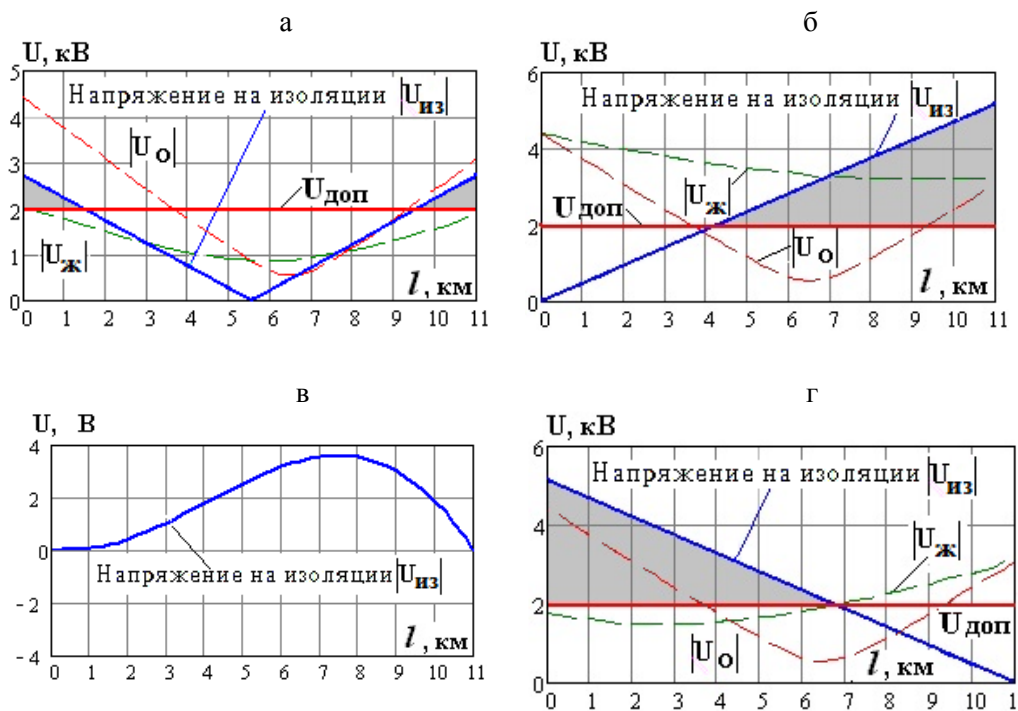 а
U, кВ
5
4
3
2
1
0
Напряжение на изоляции |Uиз|
|Uо|
Uдоп
|Uж|
l, км
0 1 2 3 4 5 6 7 8 9 10 11
б
U, кВ
6
4
2
0
Напряжение на изоляции |Uиз|
Uдоп
|Uж|
|Uо|
l, км
0 1 2 3 4 5 6 7 8 9 10 11
в
U, В
4
2
0
- 2
- 4
Напряжение на изоляции |Uиз|
l, км
0 1 2 3 4 5 6 7 8 9 10 11
г
U, кВ
6
4
2
0
Напряжение на изоляции |Uиз|
|Uж|
Uдоп
|Uо|
l, км
0 1 2 3 4 5 6 7 8 9 10 1